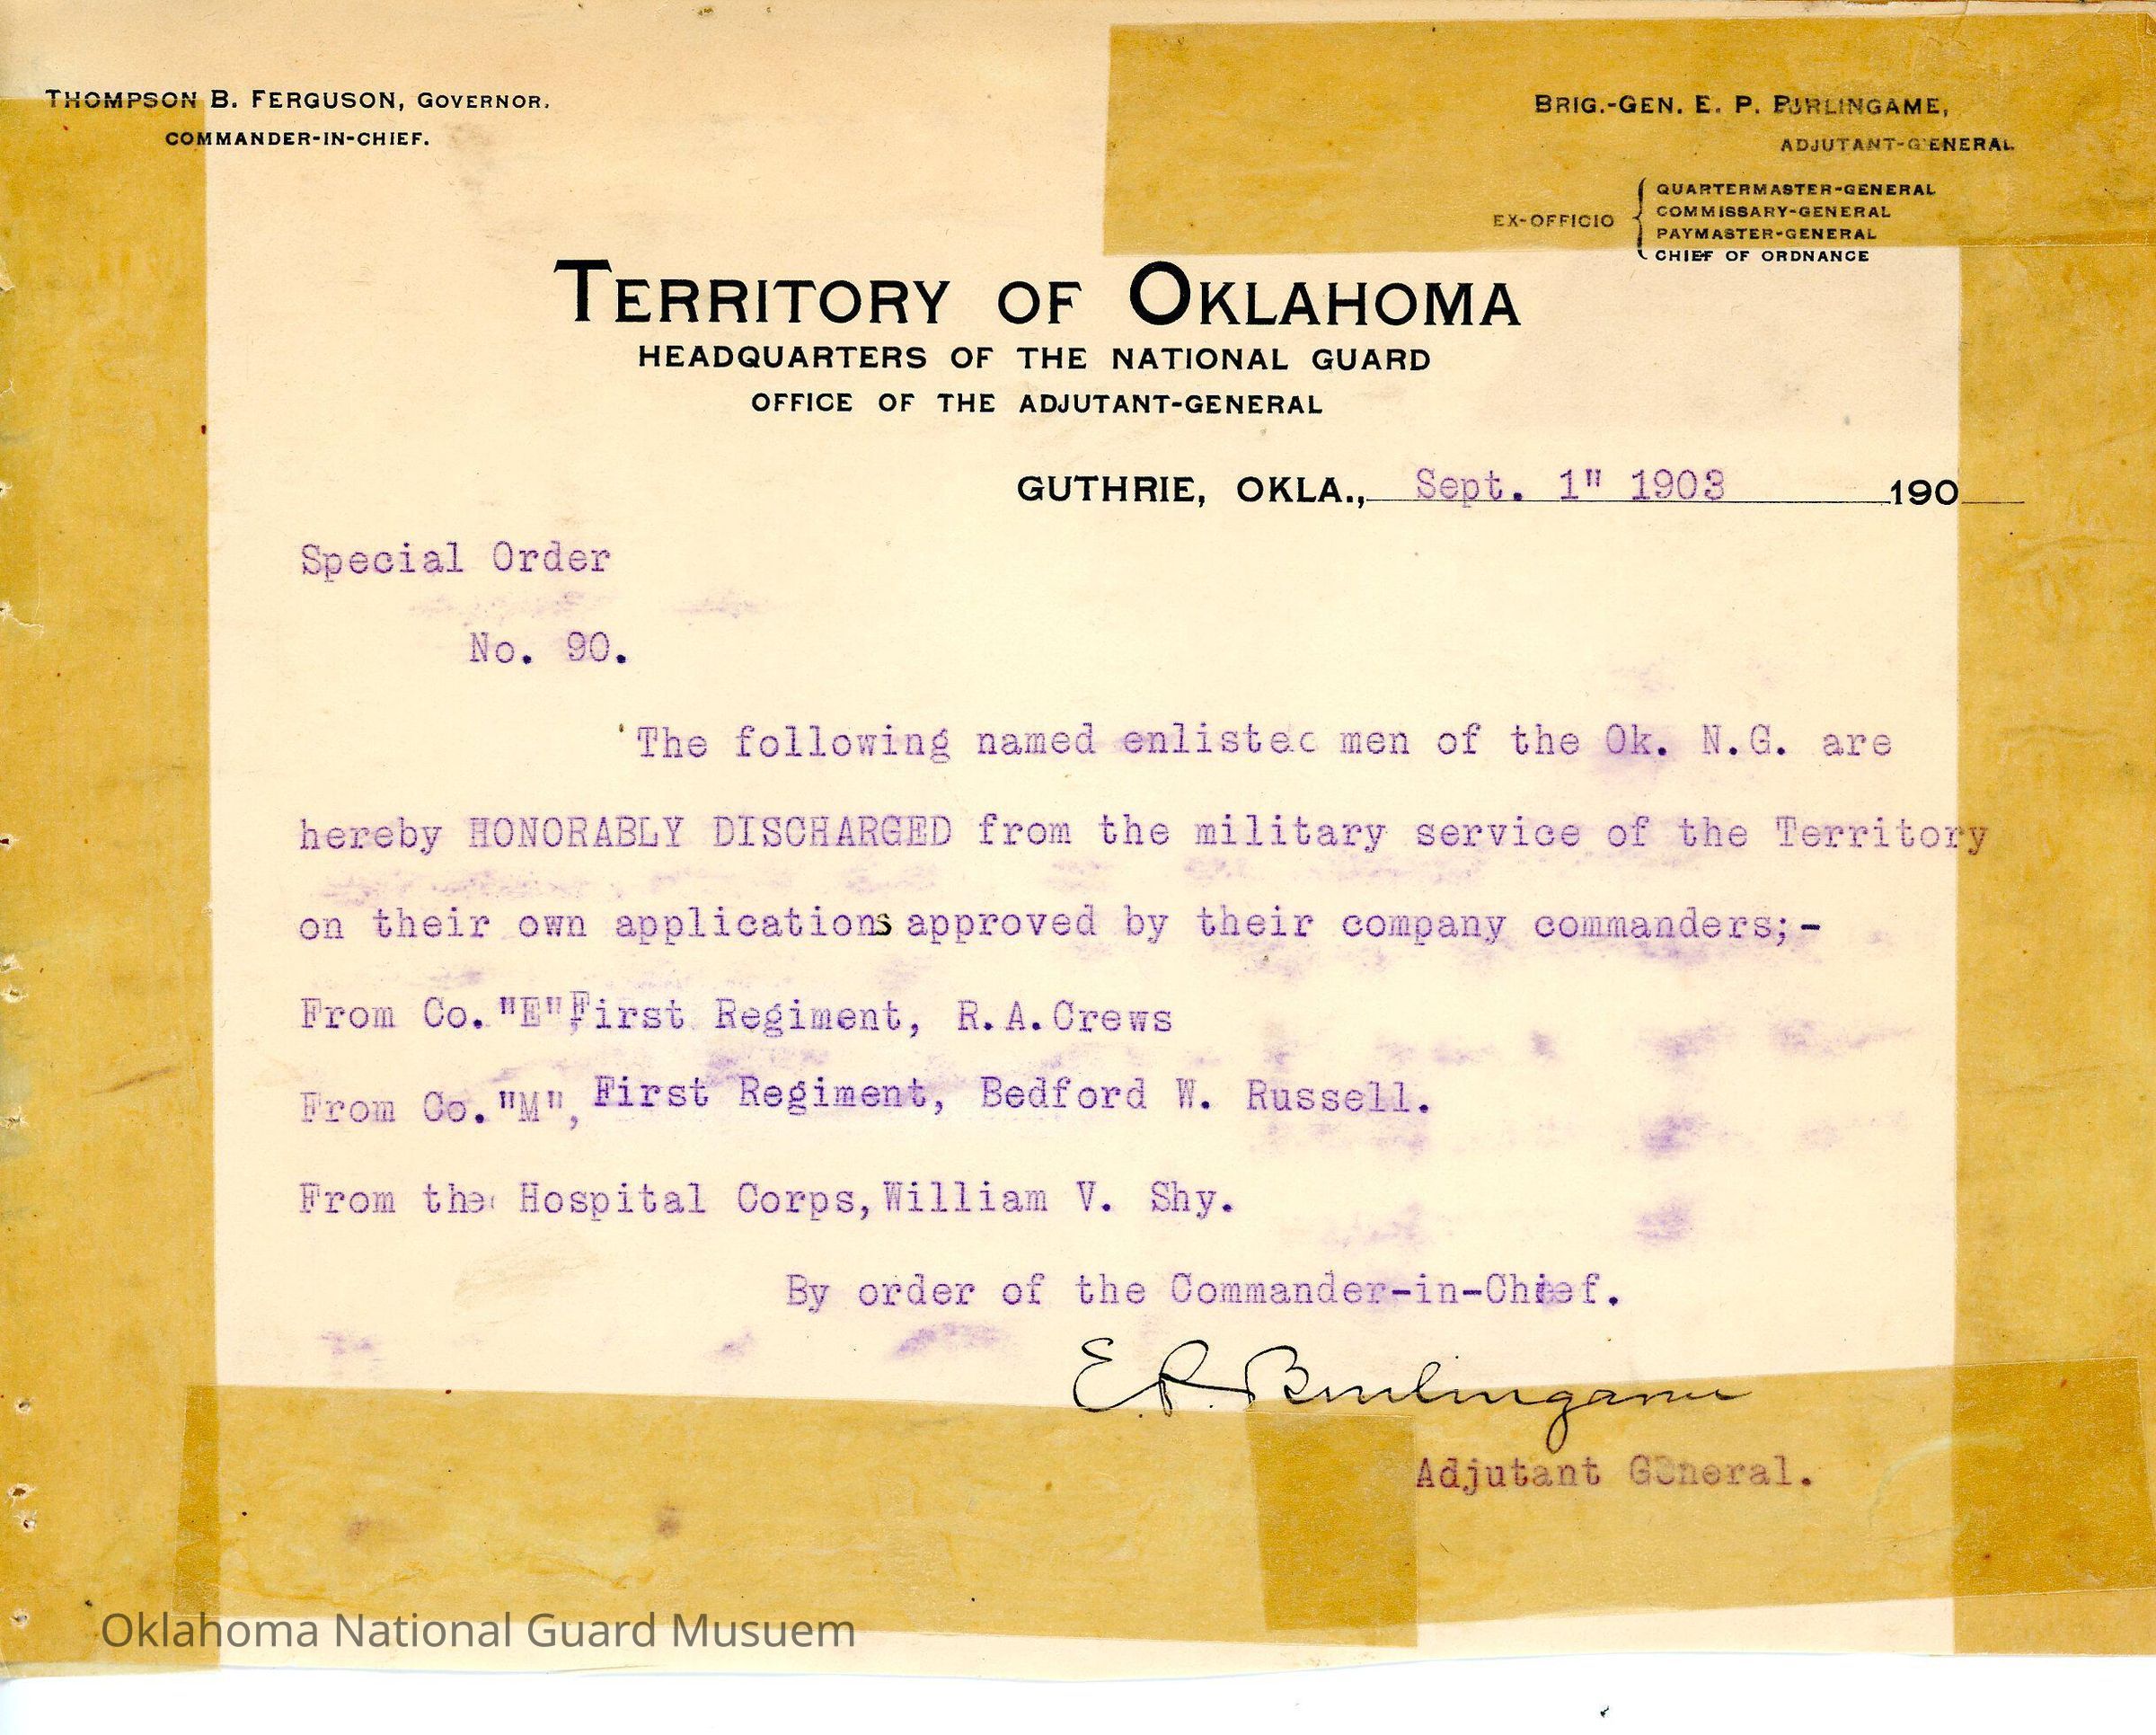 THOMPSON B. FERGUSON, GOVERNOR,
COMMANDER-IN-CHIEF.
BRIG.-GEN. E. P. BURLINGAME,
ADJUTANT-GENERAL
EX-OFFICIO
QUARTERMASTER-GENERAL
COMMISSARY-GENERAL
PAYMASTER-GENERAL
CHIEF OF ORDNANCE
TERRITORY OF OKLAHOMA
HEADQUARTERS OF THE NATIONAL GUARD
OFFICE OF THE ADJUTANT-GENERAL
GUTHRIE, OKLA., Sept. 1" 1903 190
Special Order
No. 90.
The following named enlisted men of the Ok. N.G. are
hereby HONORABLY DISCHARGED from the military service of the Territory
on their own applications approved by their company commanders;-
From Co."E",First Regiment, R.A.Crews
From Co."M", First Regiment, Bedford W. Russell.
From the Hospital Corps,William V. Shy.
By order of the Commander-in-Chief.
E.P. Burlingame
Adjutant General.
Oklahoma National Guard Musuem